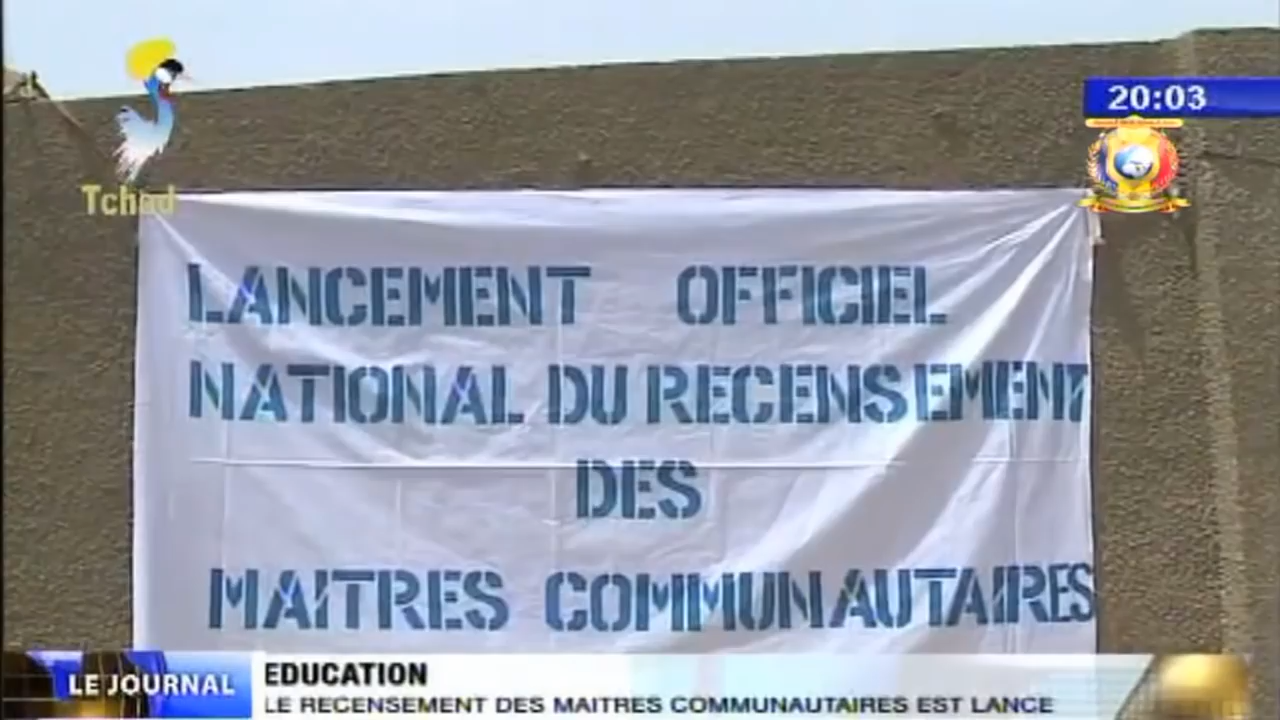 20:03
Tchad
LANCEMENT OFFICIEL
NATIONAL DU RECENSEMENT
DES
MAITRES COMMUNAUTAIRES
LE JOURNAL
EDUCATION
LE RECENSEMENT DES MAITRES COMMUNAUTAIRES EST LANCE